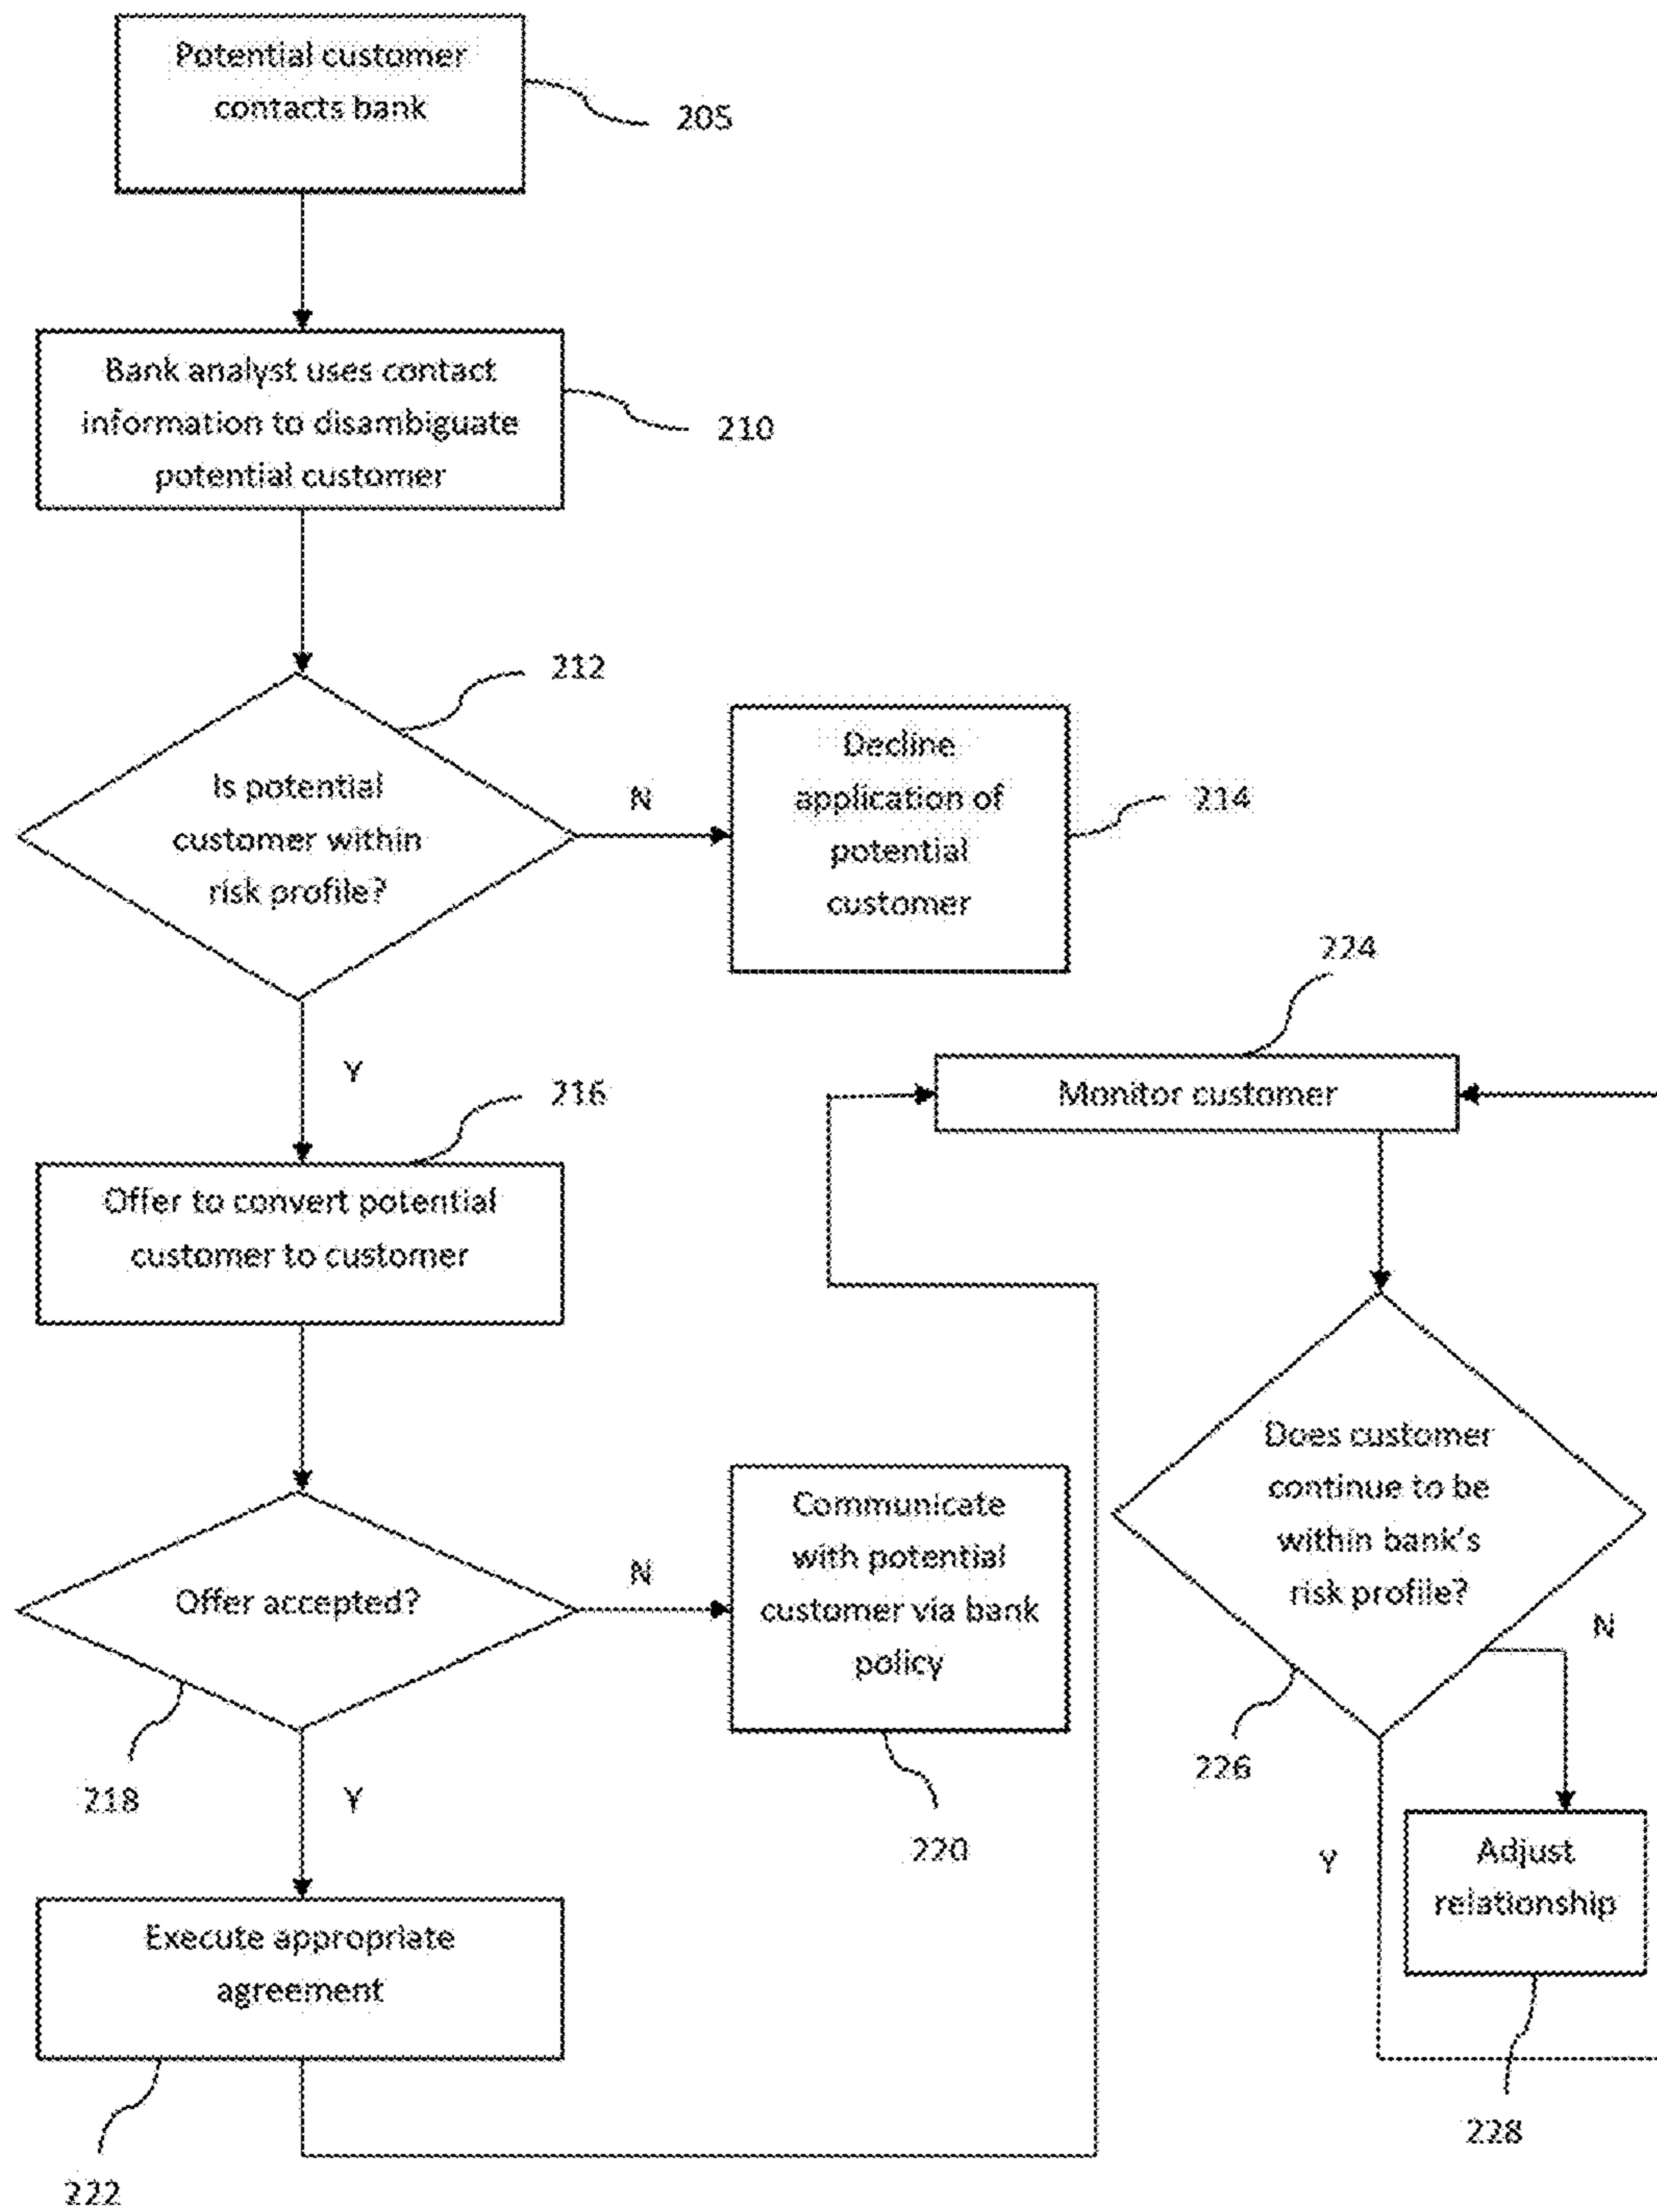 Potential customer
contacts bank
205
Bank analyst uses contact
information to disambiguate
potential customer
210
212
Is potential
customer within
risk profile?
N
Decline
application of
potential
customer
214
Y
216
Offer to convert potential
customer to customer
Offer accepted?
N
218
Communicate
with potential
customer via bank
policy
220
Y
Execute appropriate
agreement
222
224
Monitor customer
Does customer
continue to be
within bank's
risk profile?
N
226
Y
Adjust
relationship
228